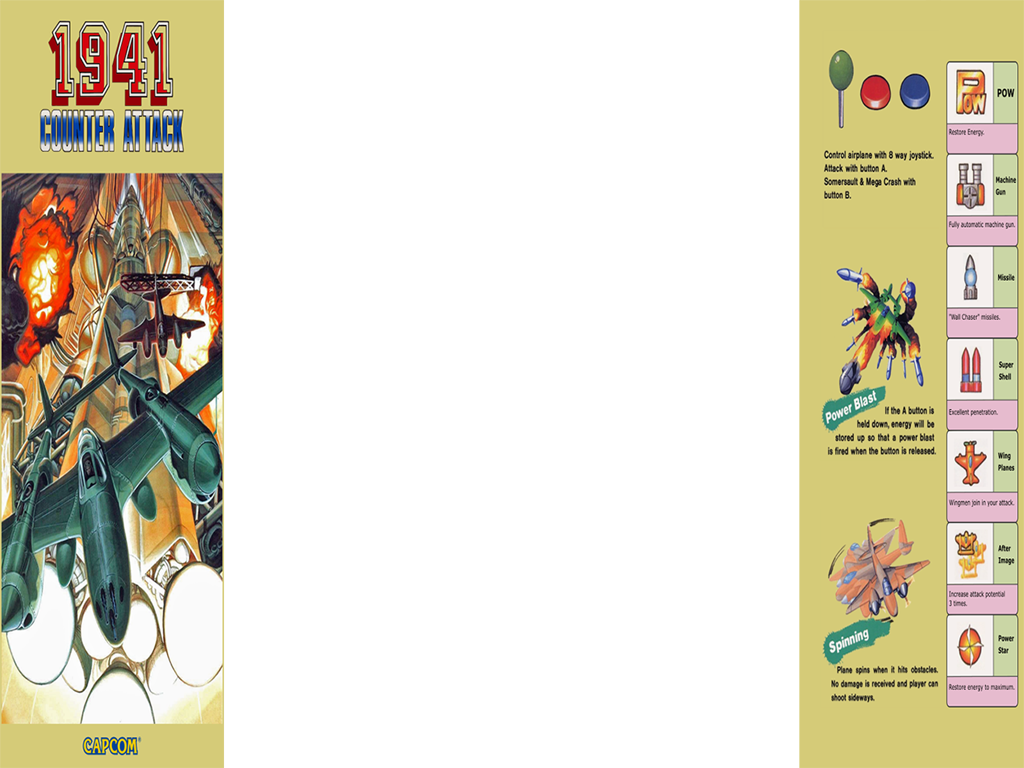 1941
COUNTER ATTACK
CAPCOM®
Control airplane with 8 way joystick.
Attack with button A.
Somersault & Mega Crash with
button B.
Power Blast
If the A button is
held down, energy will be
stored up so that a power blast
is fired when the button is released.
Spinning
Plane spins when it hits obstacles.
No damage is received and player can
shoot sideways.
POW
POW
Restore Energy.
Machine
Gun
Fully automatic machine gun.
Missile
"Wall Chaser" missiles.
Super
Shell
Excellent penetration.
Wing
Planes
Wingmen join in your attack.
After
Image
Increase attack potential
3 times.
Power
Star
Restore energy to maximum.